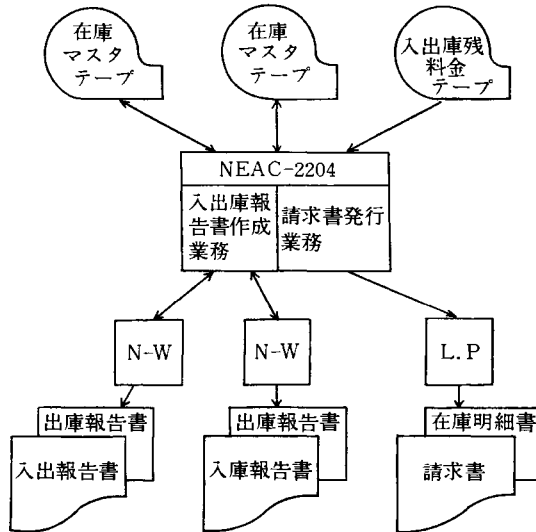 在庫
マスタ
テープ
在庫
マスタ
テープ
入出庫残
料金
テープ
NEAC-2204
入出庫報
告書作成
業務
請求書発行
業務
N-W
N-W
L.P
出庫報告書
入出報告書
出庫報告書
入庫報告書
在庫明細書
請求書